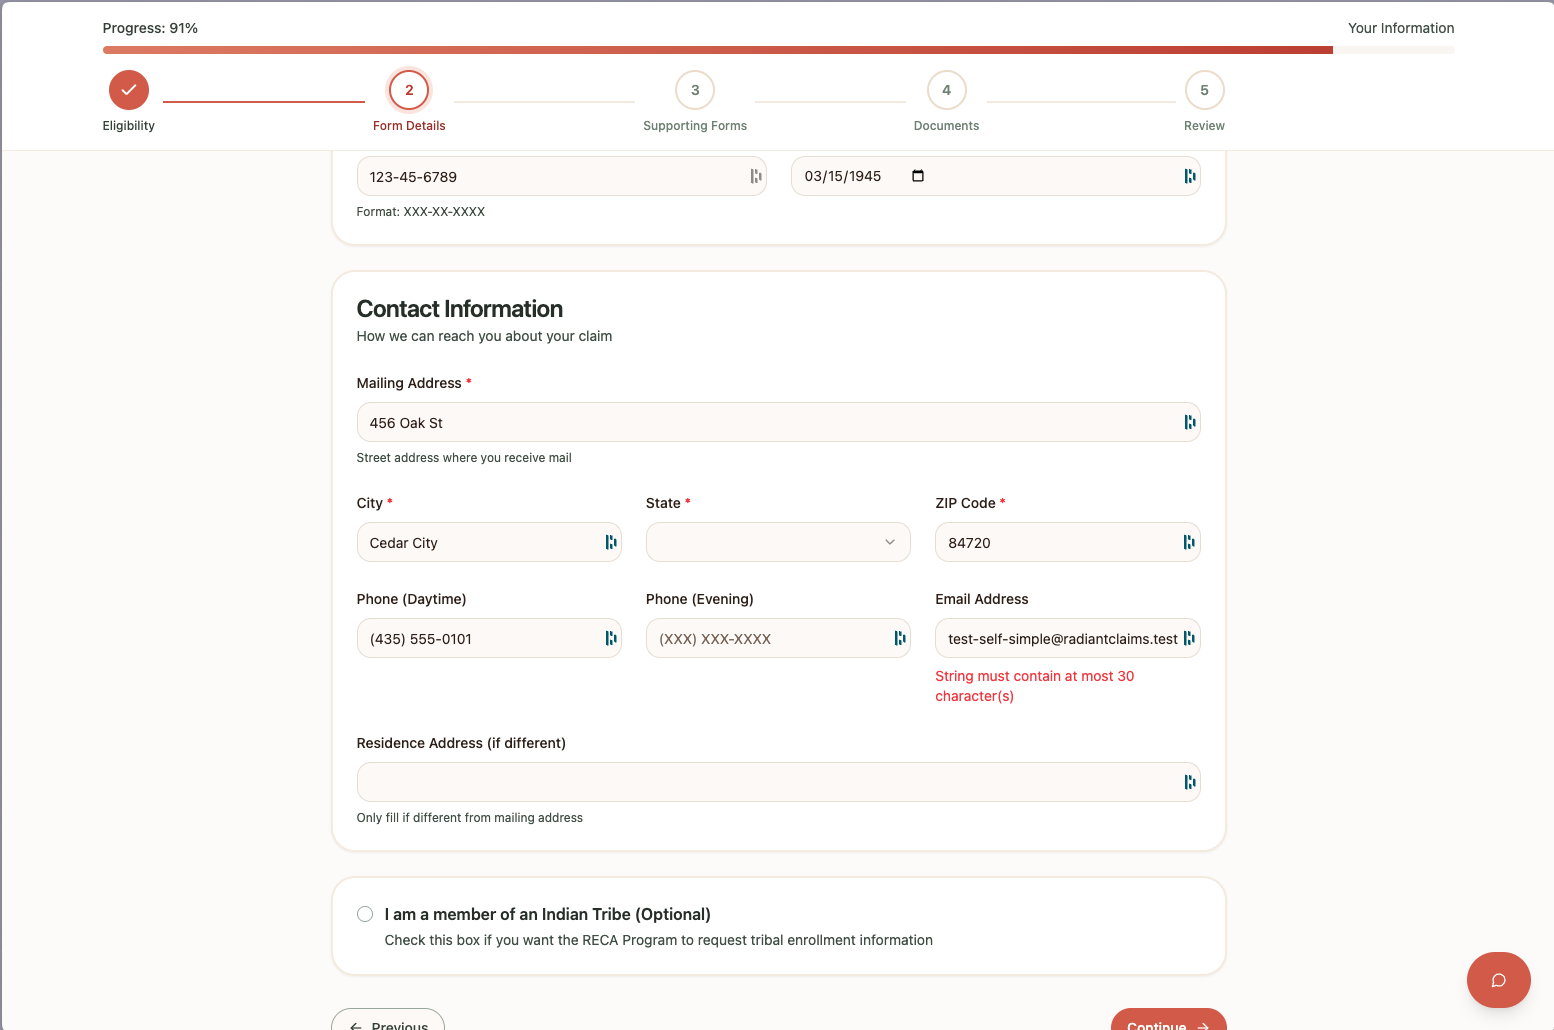 Progress: 91%
Your Information
2
3
4
5
Eligibility
Form Details
Supporting Forms
Documents
Review
123-45-6789
03/15/1945
Format: XXX-XX-XXXX
Contact Information
How we can reach you about your claim
Mailing Address *
456 Oak St
Street address where you receive mail
City *
State *
ZIP Code *
Cedar City
84720
Phone (Daytime)
Phone (Evening)
Email Address
(435) 555-0101
(XXX) XXX-XXXX
test-self-simple@radiantclaims.test
String must contain at most 30
character(s)
Residence Address (if different)
Only fill if different from mailing address
I am a member of an Indian Tribe (Optional)
Check this box if you want the RECA Program to request tribal enrollment information
← Previous
Continue →